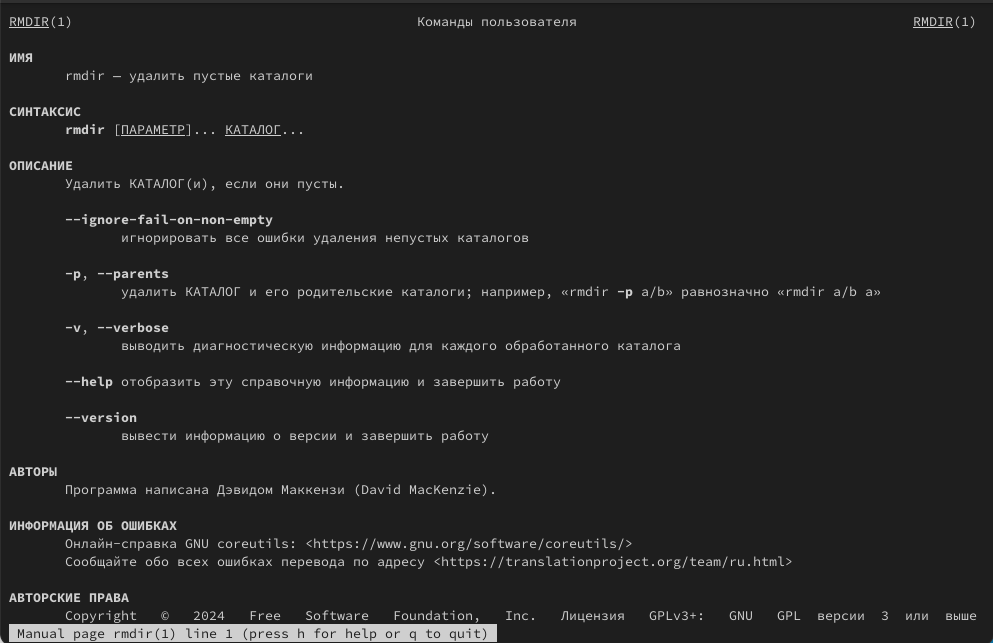 RMDIR(1) Команды пользователя RMDIR(1)
ИМЯ
rmdir — удалить пустые каталоги
СИНТАКСИС
rmdir [ПАРАМЕТР]... КАТАЛОГ...
ОПИСАНИЕ
Удалить КАТАЛОГ(и), если они пусты.
--ignore-fail-on-non-empty
игнорировать все ошибки удаления непустых каталогов
-p, --parents
удалить КАТАЛОГ и его родительские каталоги; например, «rmdir -p a/b» равнозначно «rmdir a/b a»
-v, --verbose
выводить диагностическую информацию для каждого обработанного каталога
--help отобразить эту справочную информацию и завершить работу
--version
вывести информацию о версии и завершить работу
АВТОРЫ
Программа написана Дэвидом Маккензи (David MacKenzie).
ИНФОРМАЦИЯ ОБ ОШИБКАХ
Онлайн-справка GNU coreutils: <https://www.gnu.org/software/coreutils/>
Сообщайте обо всех ошибках перевода по адресу <https://translationproject.org/team/ru.html>
АВТОРСКИЕ ПРАВА
Copyright © 2024 Free Software Foundation, Inc. Лицензия GPLv3+: GNU GPL версии 3 или выше
Manual page rmdir(1) line 1 (press h for help or q to quit)